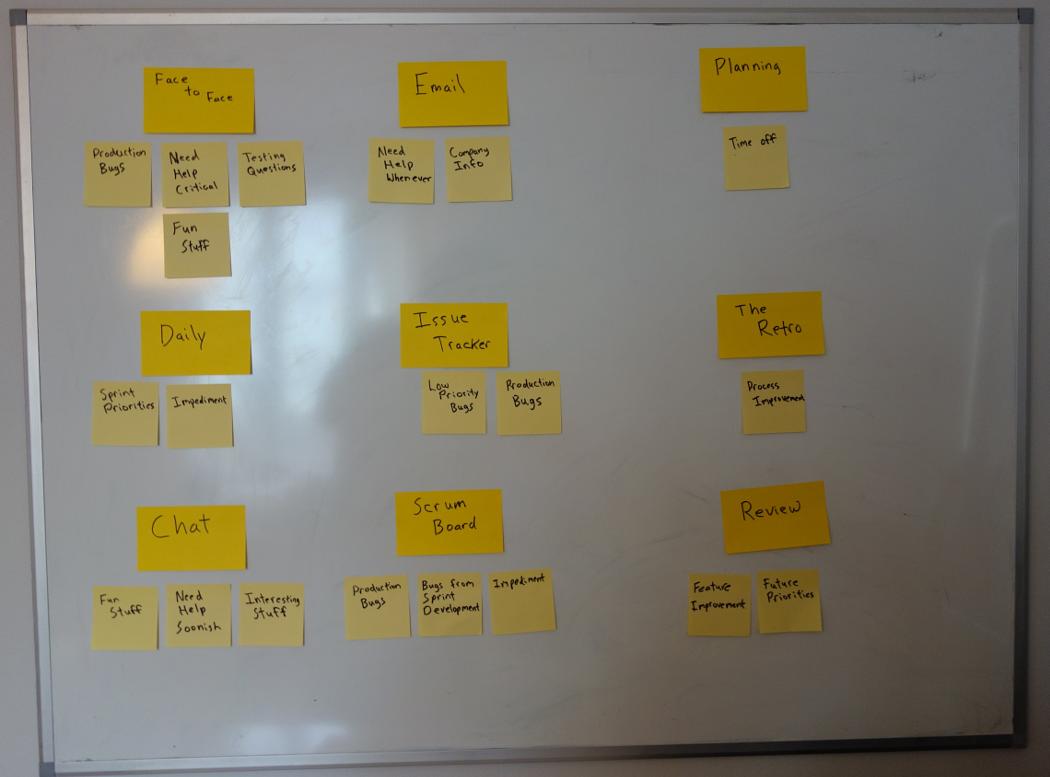 Face
to Face
Production
Bugs
Need
Help
Critical
Testing
Questions
Fun
Stuff
Email
Need
Help
Whenever
Company
Info
Planning
Time off
Daily
Sprint
Priorities
Impediment
Issue
Tracker
Low
Priority
Bugs
Production
Bugs
The
Retro
Process
Improvement
Chat
Fun
Stuff
Need
Help
Soonish
Interesting
Stuff
Scrum
Board
Production
Bugs
Bugs from
Sprint
Development
Impediment
Review
Feature
Improvement
Future
Priorities